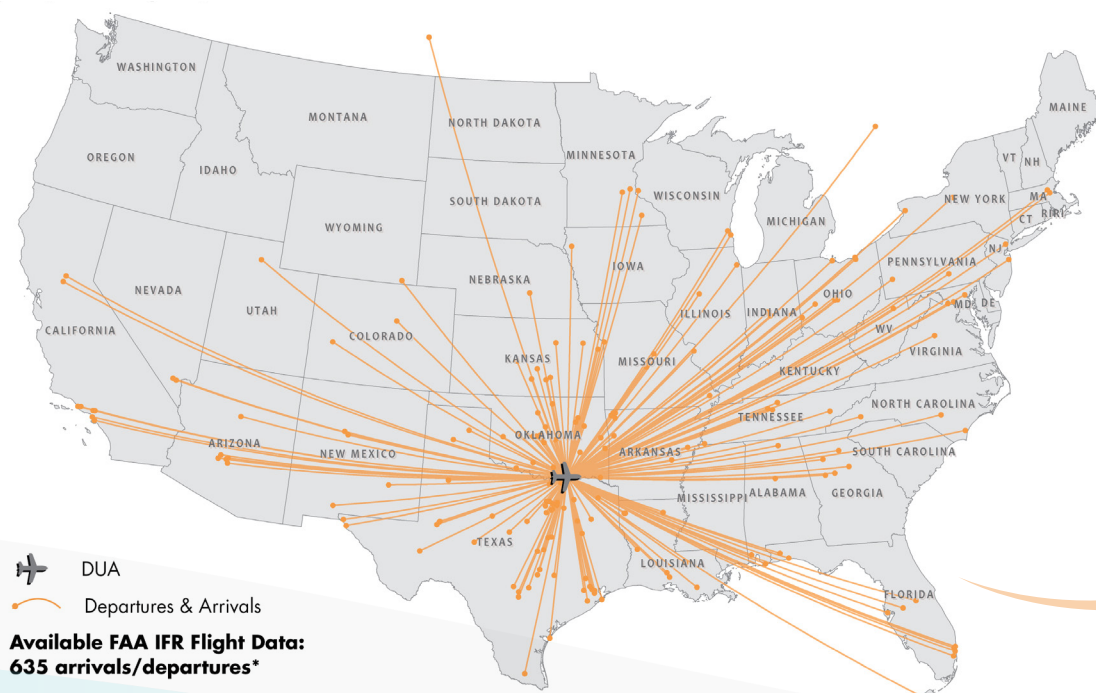 WASHINGTON
MAINE
MONTANA
NORTH DAKOTA
OREGON
IDAHO
MINNESOTA
VT
NH
WISCONSIN
SOUTH DAKOTA
NEW YORK
MA
MICHIGAN
CT
RI
RI
WYOMING
NJ
IOWA
PENNSYLVANIA
NEBRASKA
NEVADA
OHIO
MD
DE
UTAH
ILLINOIS
INDIANA
CALIFORNIA
COLORADO
WV
VIRGINIA
KANSAS
MISSOURI
KENTUCKY
NORTH CAROLINA
TENNESSEE
OKLAHOMA
ARIZONA
NEW MEXICO
ARKANSAS
SOUTH CAROLINA
MISSISSIPPI
ALABAMA
GEORGIA
TEXAS
LOUISIANA
FLORIDA
DUA
Departures & Arrivals
Available FAA IFR Flight Data:
635 arrivals/departures*